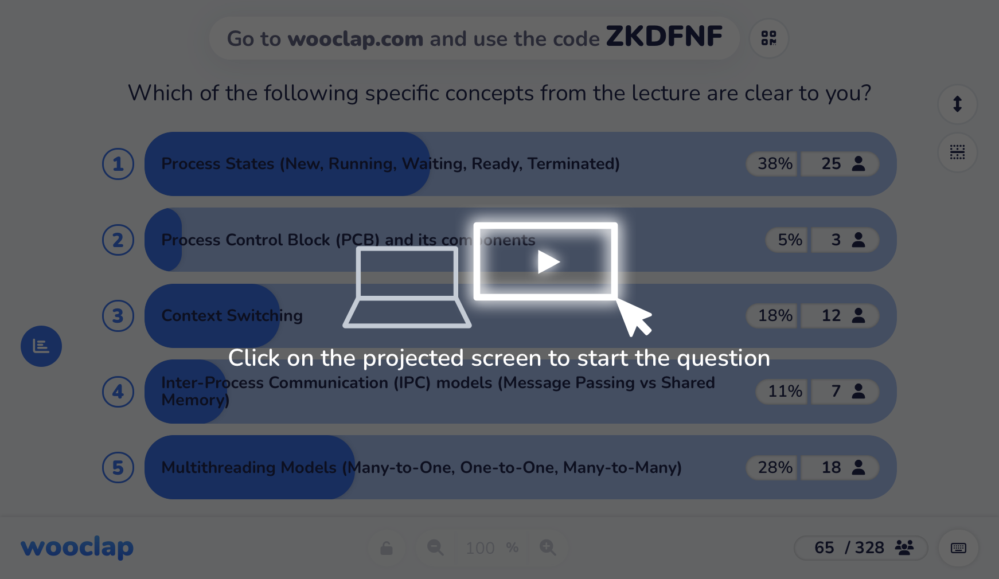 Go to wooclap.com and use the code ZKDFNF
Which of the following specific concepts from the lecture are clear to you?
1 Process States (New, Running, Waiting, Ready, Terminated) 38% 25
2 Process Control Block (PCB) and its components 5% 3
3 Context Switching 18% 12
Click on the projected screen to start the question
4 Inter-Process Communication (IPC) models (Message Passing vs Shared
Memory) 11% 7
5 Multithreading Models (Many-to-One, One-to-One, Many-to-Many) 28% 18
wooclap 100 % 65 / 328